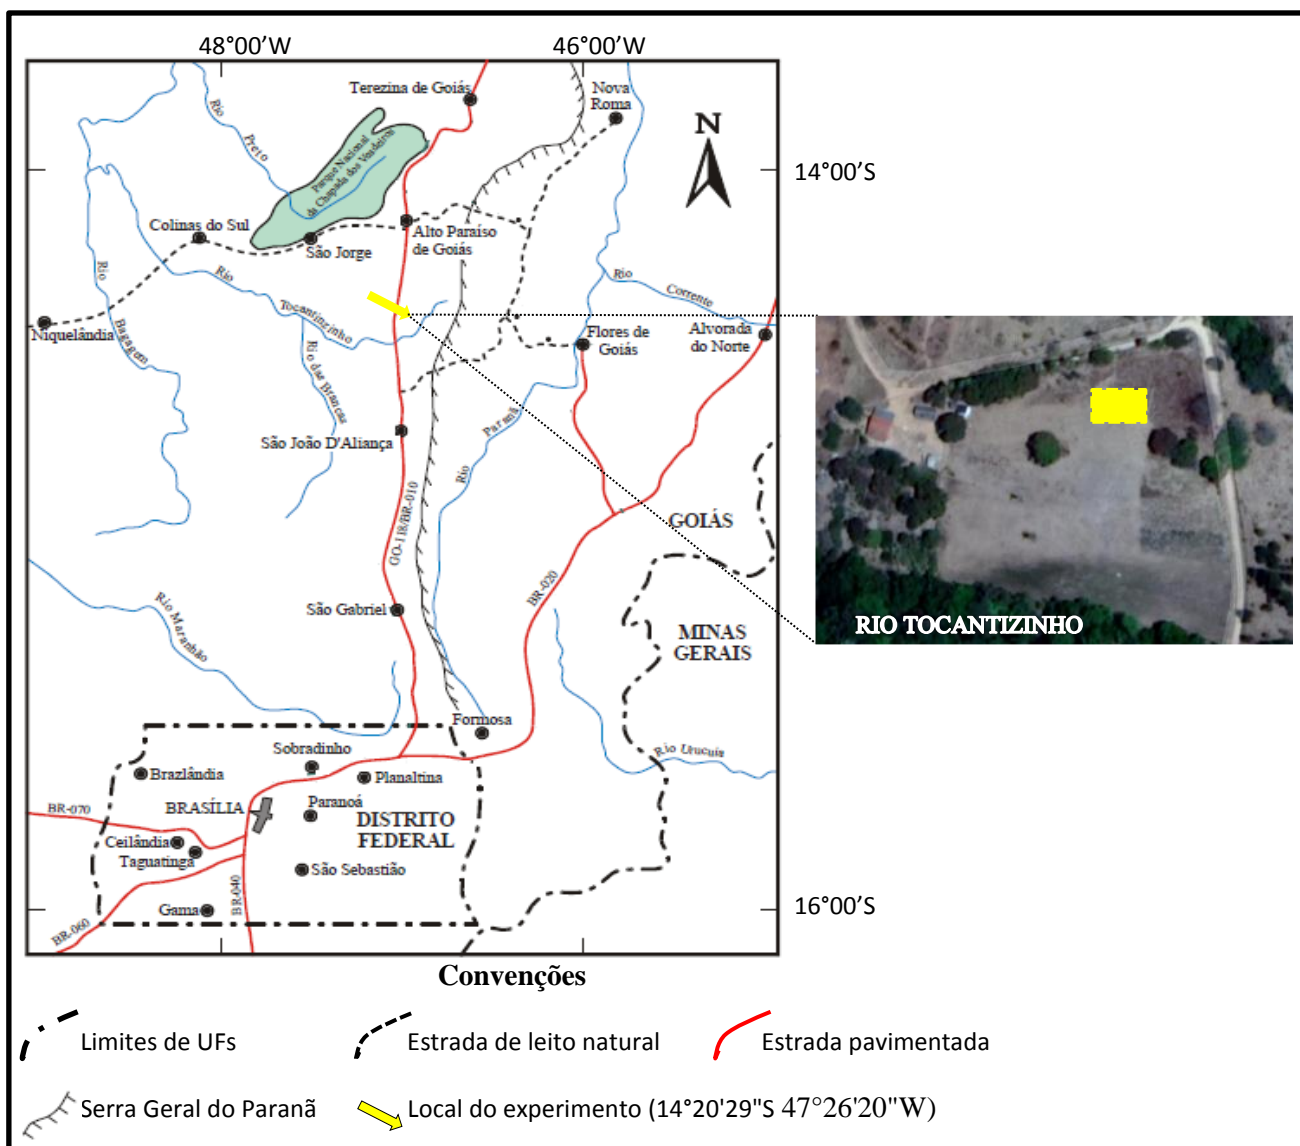 48°00'W
46°00'W
Terezina de Goiás
Nova
Roma
N
Rio
Preto
Parque Nacional
da Chapada dos Veadeiros
14°00'S
Colinas do Sul
São Jorge
Alto Paraíso
de Goiás
Rio
Rio
Rio
Corrente
Tocantinzinho
Niquelândia
Bagagem
Rio das Brancas
Flores de
Goiás
Alvorada
do Norte
Paranã
Rio
São João D'Aliança
GO-118/BR-010
GOIÁS
BR-020
São Gabriel
Rio Maranhão
MINAS
GERAIS
RIO TOCANTIZINHO
Formosa
Rio Urucuia
Sobradinho
Brazlândia
Planaltina
BRASÍLIA
Paranoá
BR-070
DISTRITO
FEDERAL
Ceilândia
Taguatinga
São Sebastião
BR-040
Gama
BR-060
16°00'S
Convenções
Limites de UFs
Estrada de leito natural
Estrada pavimentada
Serra Geral do Paranã
Local do experimento (14°20'29"S 47°26'20"W)